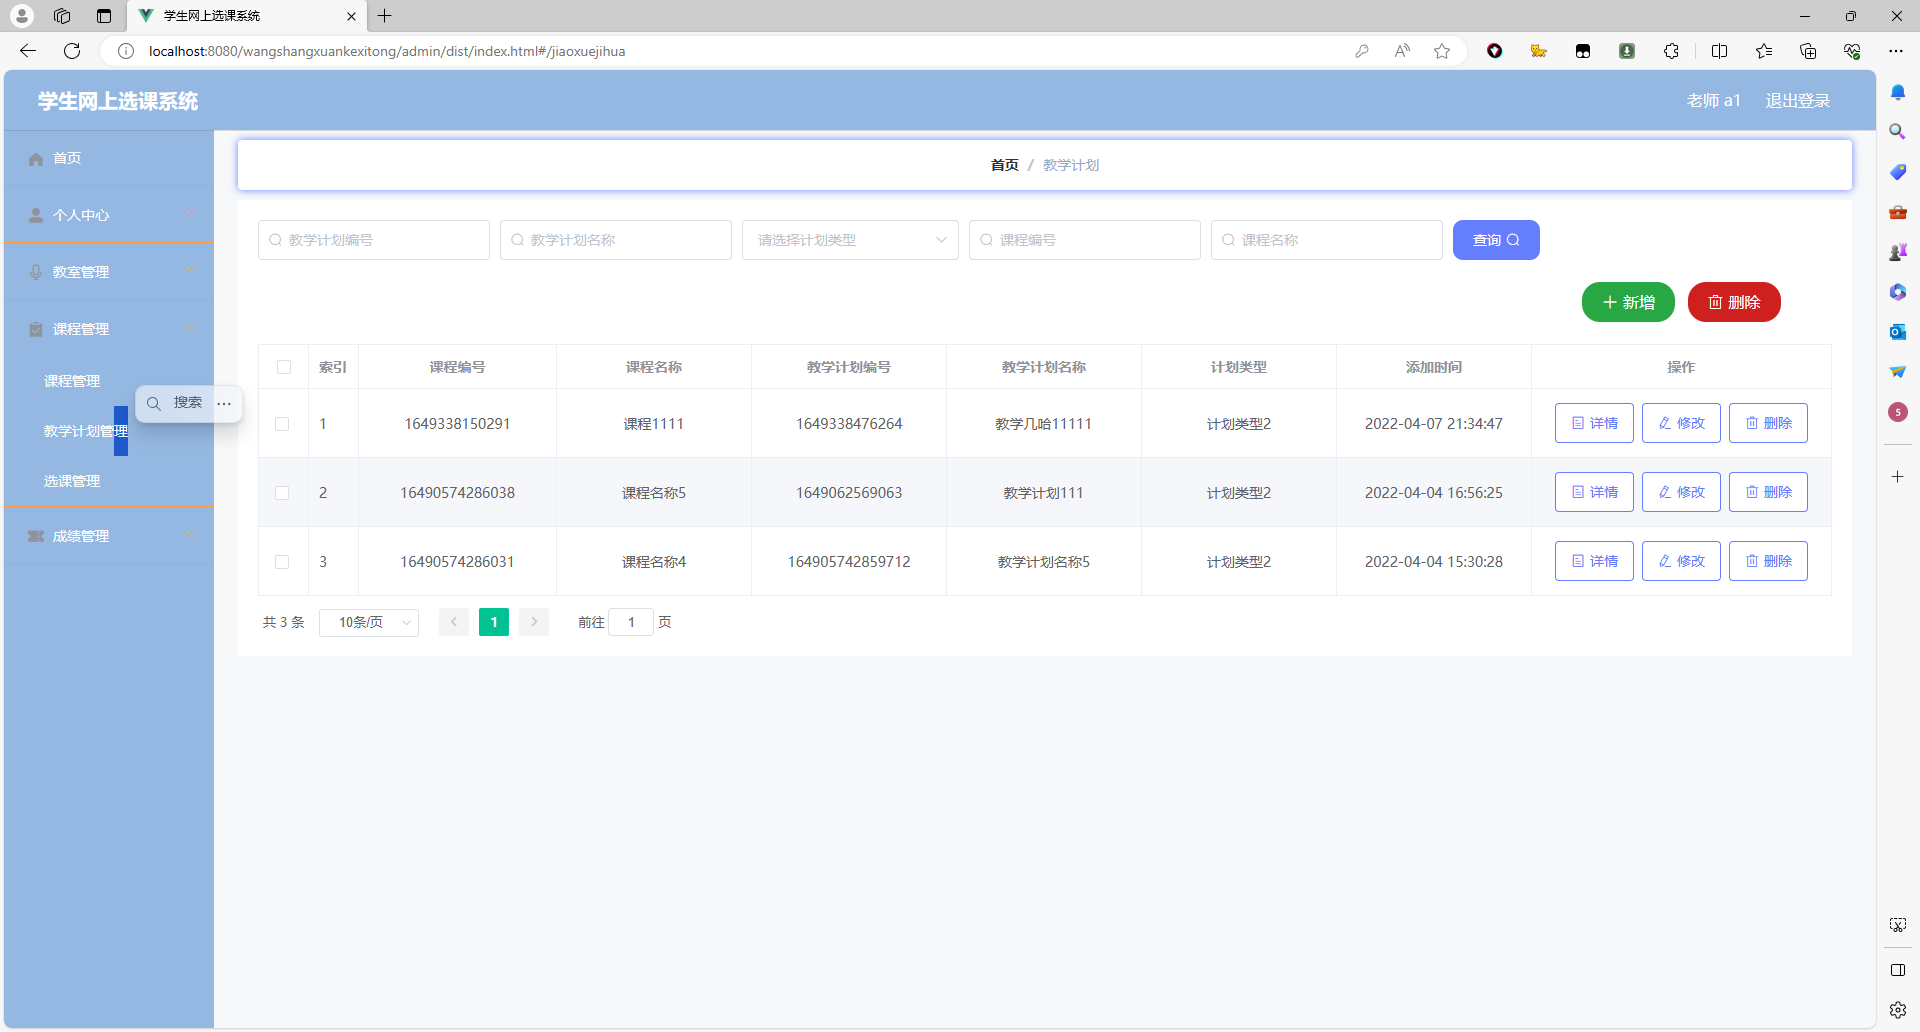 学生网上选课系统
localhost:8080/wangshangxuankexitong/admin/dist/index.html#/jiaoxuejihua
学生网上选课系统
老师 a1 退出登录
首页
个人中心
教室管理
课程管理
课程管理
教学计划管理
选课管理
成绩管理
搜索 ···
首页 / 教学计划
教学计划编号 教学计划名称 请选择计划类型 课程编号 课程名称 查询
新增 删除
索引 课程编号 课程名称 教学计划编号 教学计划名称 计划类型 添加时间 操作
1 1649338150291 课程1111 1649338476264 教学几哈11111 计划类型2 2022-04-07 21:34:47 详情 修改 删除
2 16490574286038 课程名称5 1649062569063 教学计划111 计划类型2 2022-04-04 16:56:25 详情 修改 删除
3 16490574286031 课程名称4 164905742859712 教学计划名称5 计划类型2 2022-04-04 15:30:28 详情 修改 删除
共 3 条 10条/页 1 前往 1 页
5